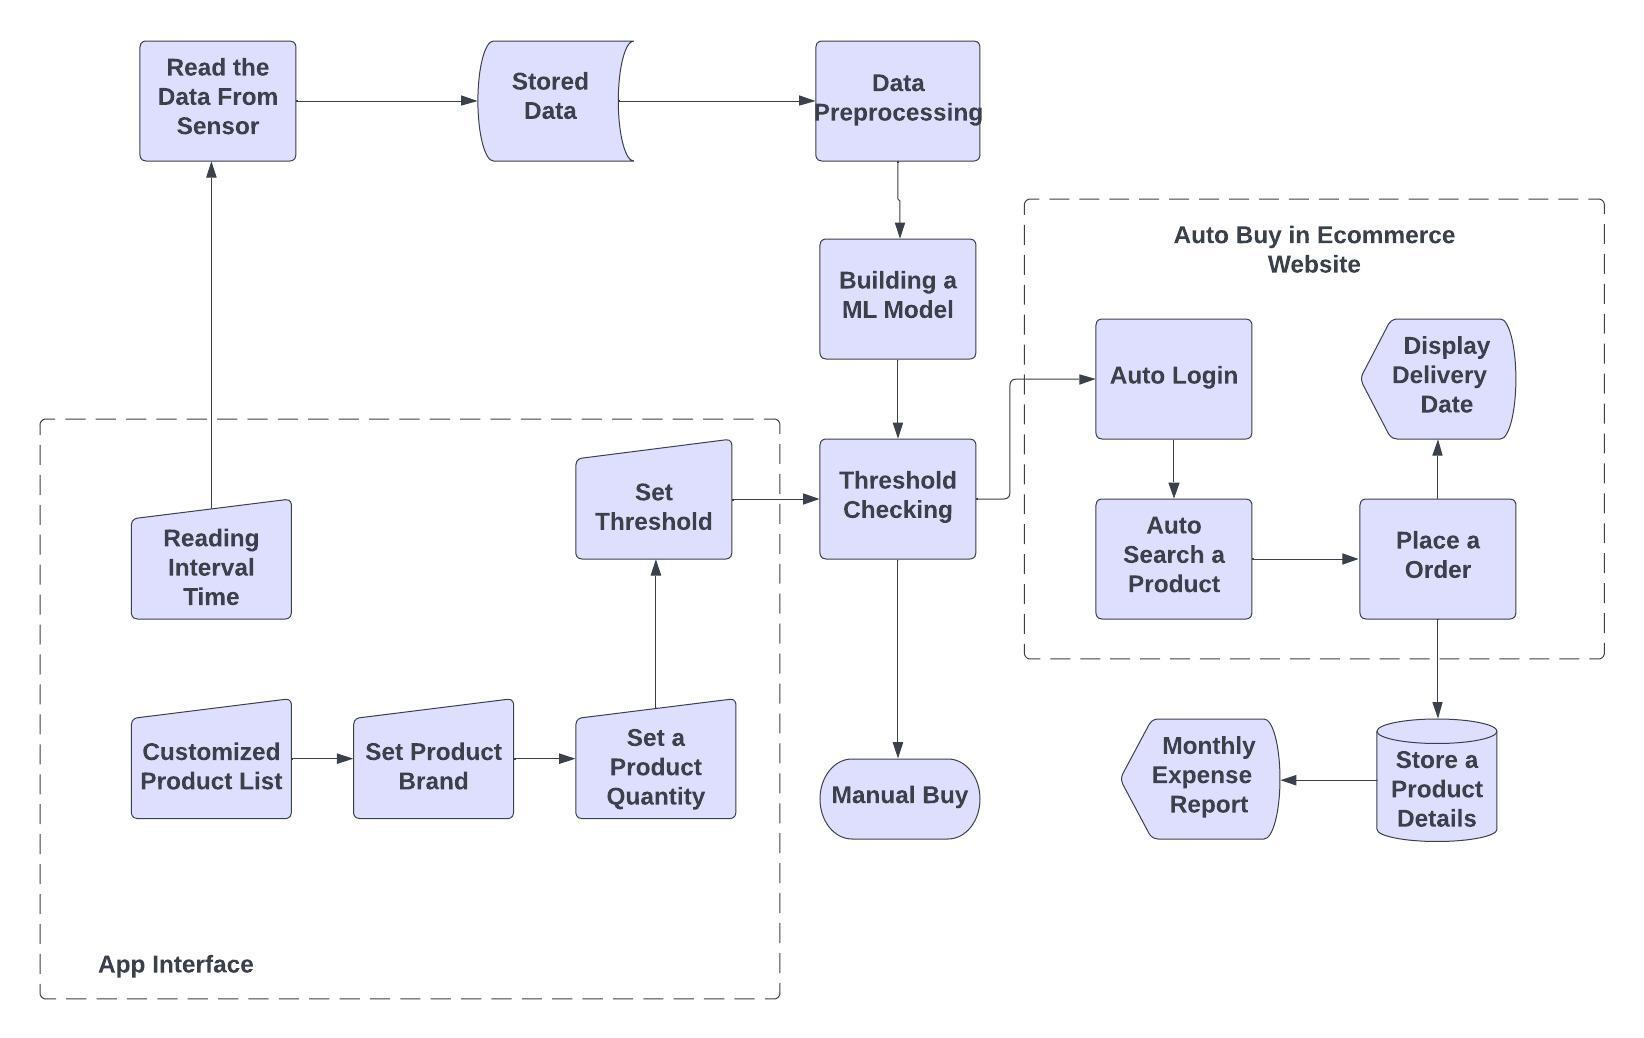 Read the
Data From
Sensor
Stored
Data
Data
Preprocessing
Building a
ML Model
Auto Buy in Ecommerce
Website
Auto Login
Display
Delivery
Date
Threshold
Checking
Set
Threshold
Reading
Interval
Time
Auto
Search a
Product
Place a
Order
Customized
Product List
Set Product
Brand
Set a
Product
Quantity
Manual Buy
Monthly
Expense
Report
Store a
Product
Details
App Interface